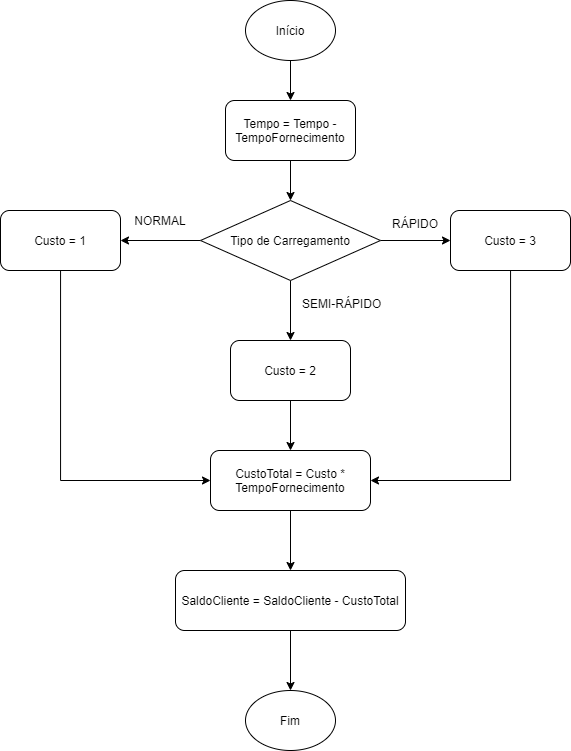 Início
Tempo = Tempo -
TempoFornecimento
NORMAL
RÁPIDO
Custo = 1
Tipo de Carregamento
Custo = 3
SEMI-RÁPIDO
Custo = 2
CustoTotal = Custo *
TempoFornecimento
SaldoCliente = SaldoCliente - CustoTotal
Fim